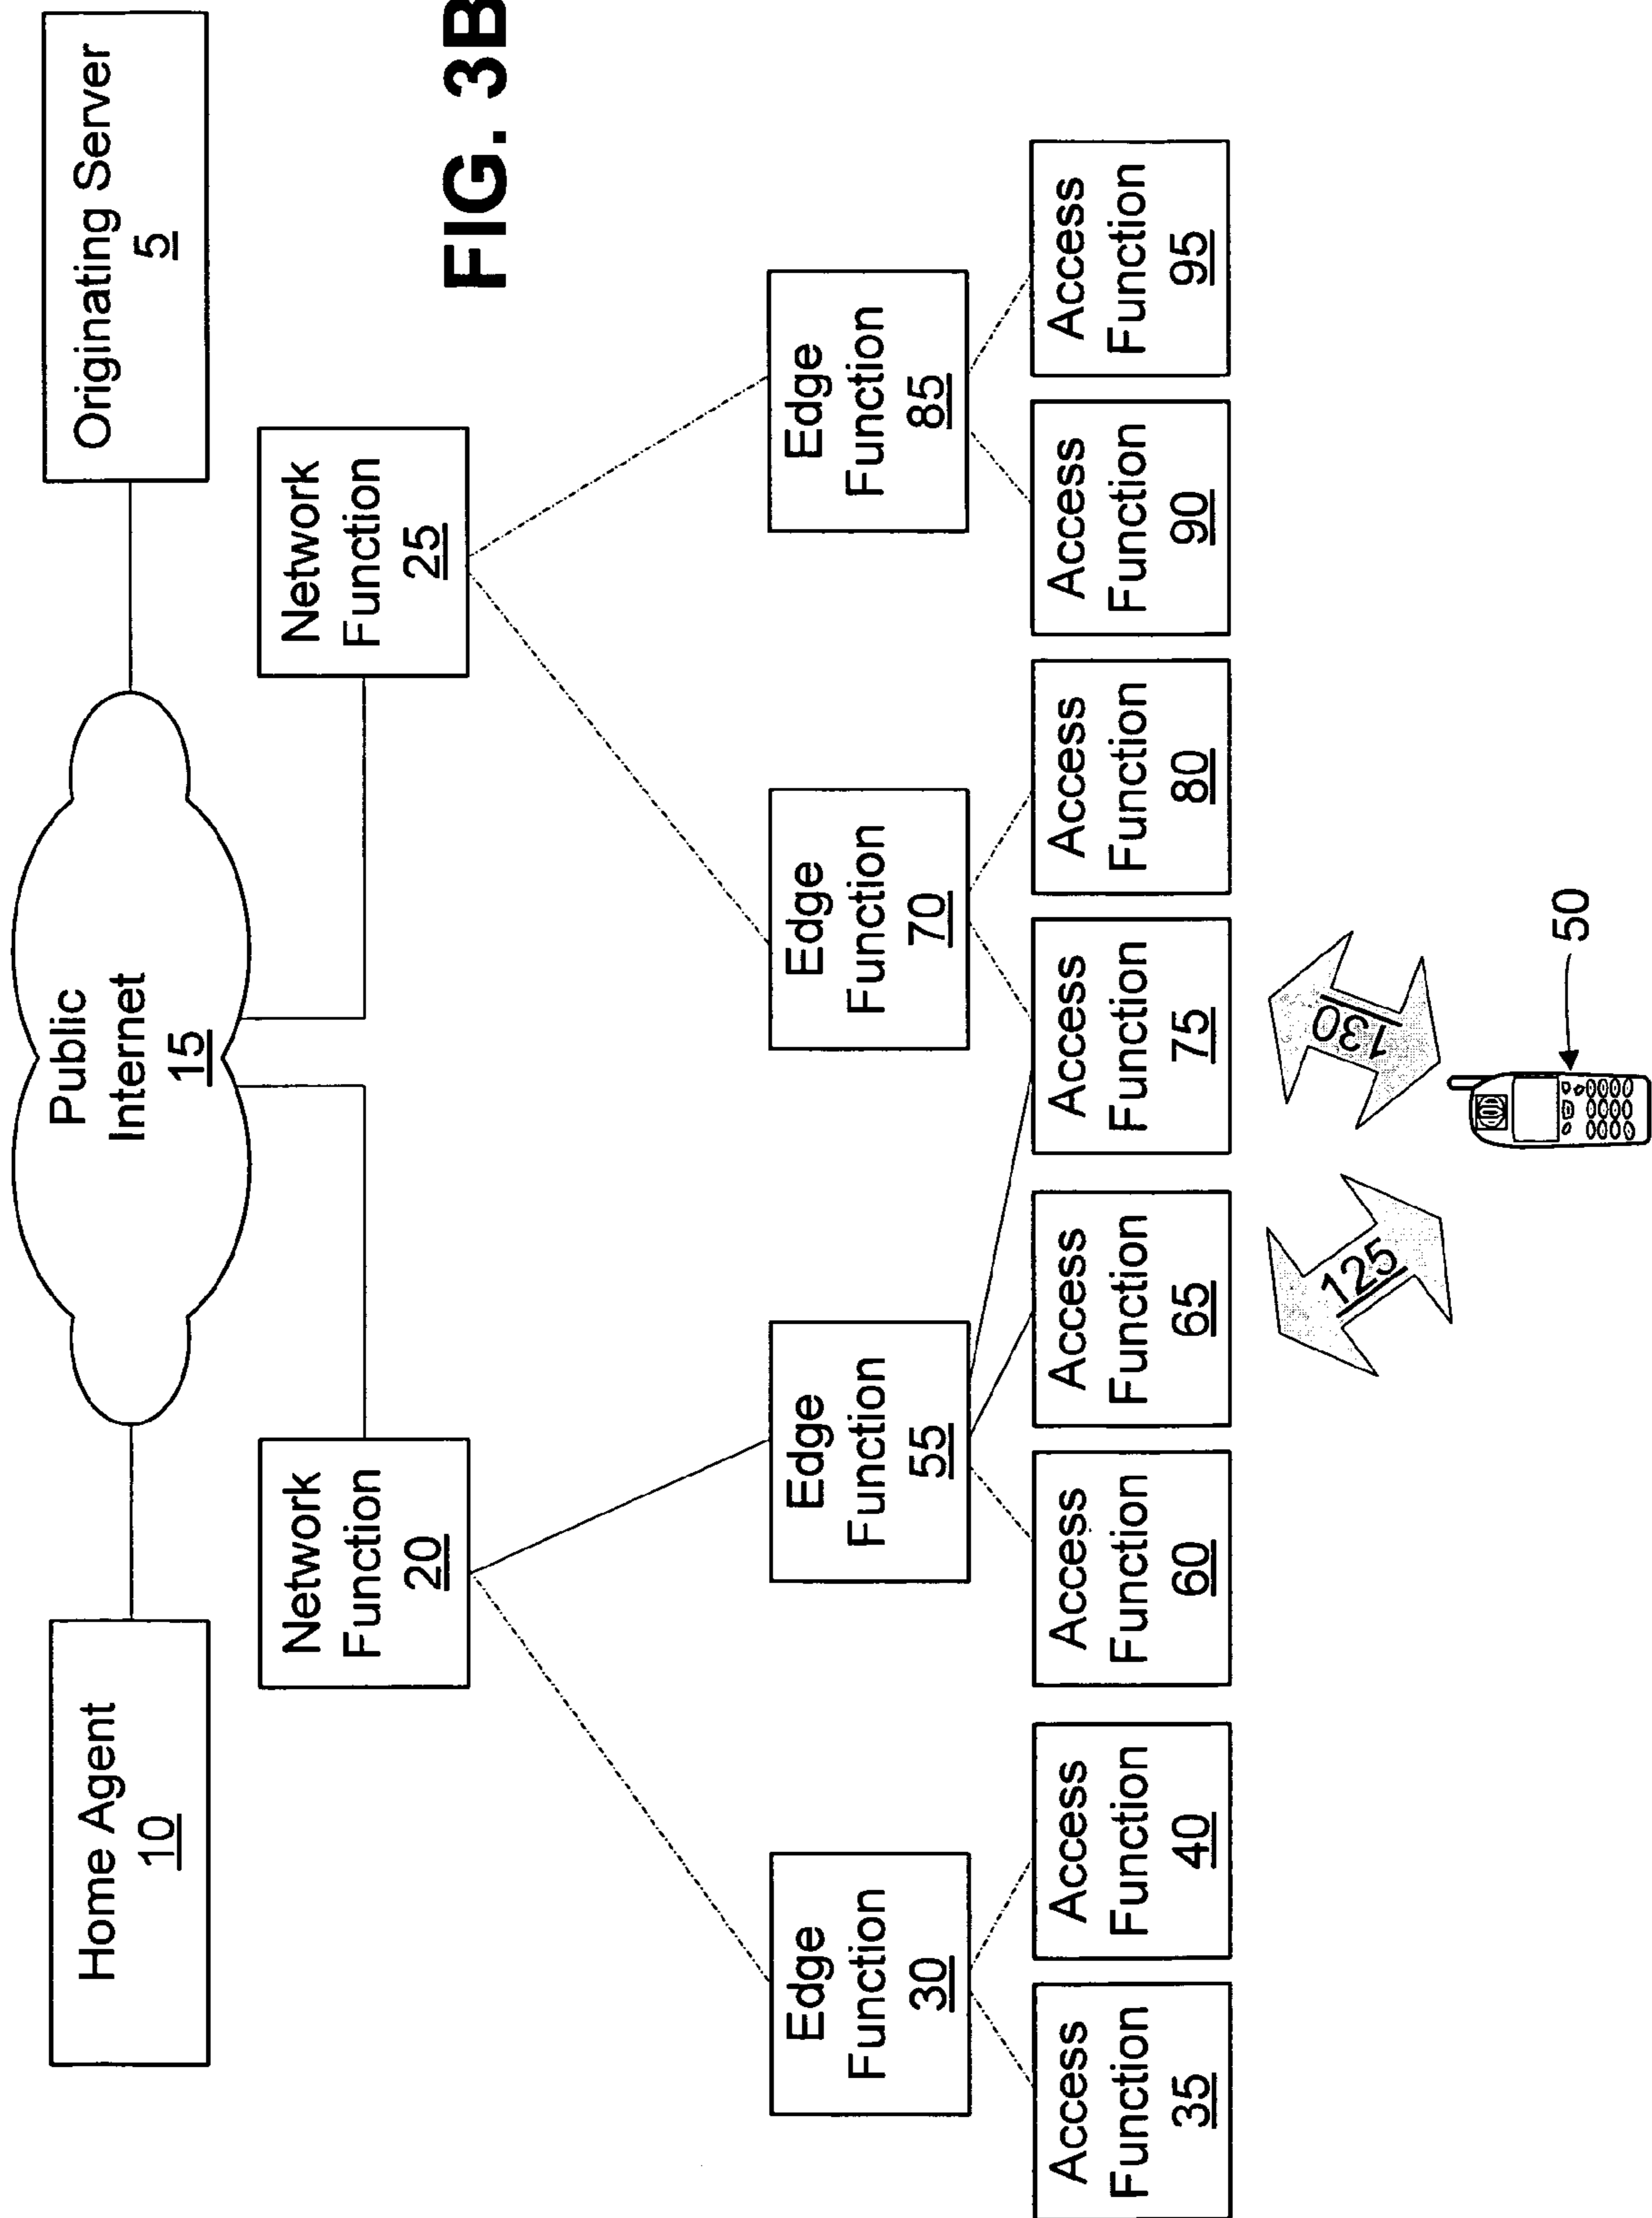 Home Agent
10
Public
Internet
15
Originating Server
5
Network
Function
20
Network
Function
25
FIG. 3B
Edge
Function
30
Edge
Function
55
Edge
Function
70
Edge
Function
85
Access
Function
35
Access
Function
40
Access
Function
60
Access
Function
65
Access
Function
75
Access
Function
80
Access
Function
90
Access
Function
95
125
130
50